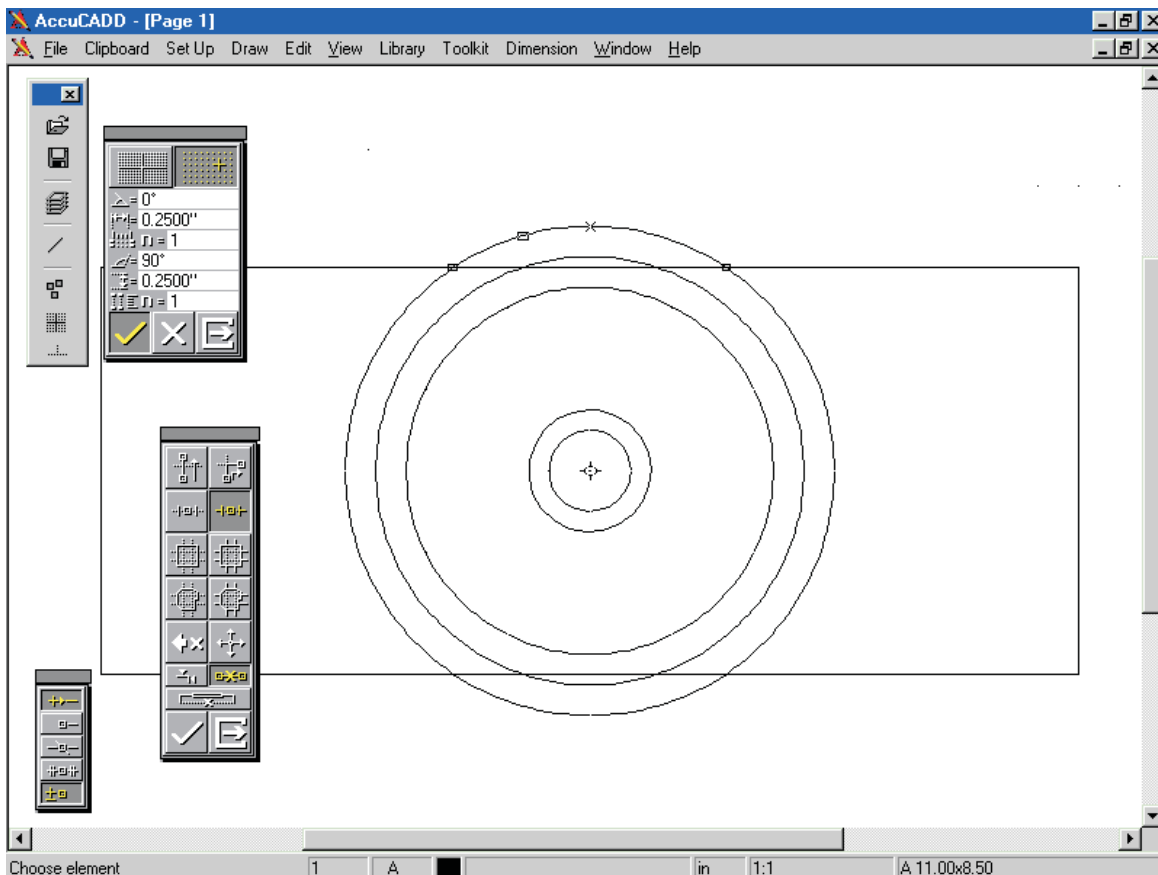 AccuCADD - [Page 1]
File Clipboard Set Up Draw Edit View Library Toolkit Dimension Window Help
= 0°
= 0.2500"
n = 1
= 90°
= 0.2500"
n = 1
Choose element 1 A in 1:1 A 11.00x8.50